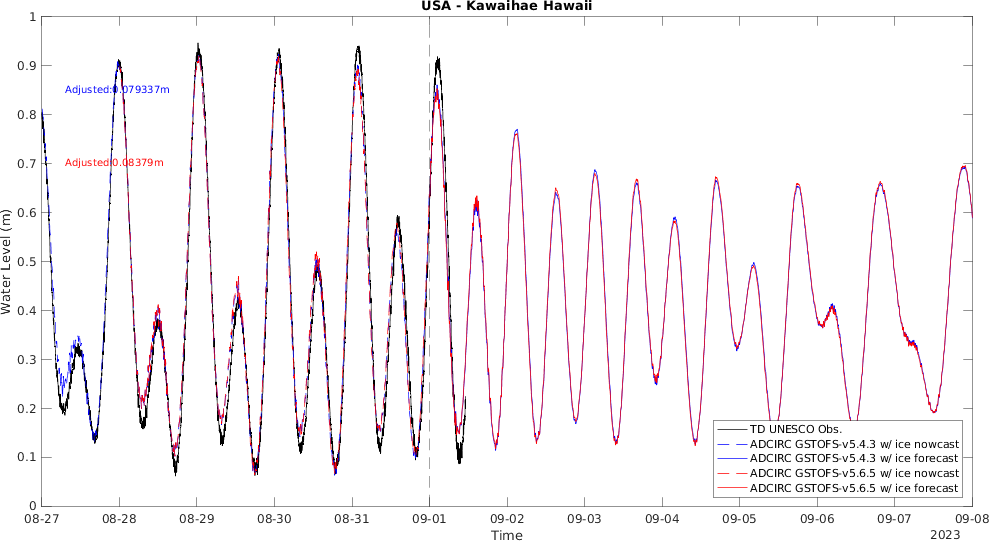 USA - Kawaihae Hawaii
1
0.9
0.8
0.7
0.6
0.5
0.4
0.3
0.2
0.1
0
Water Level (m)
Adjusted:0.079337m
Adjusted:0.08379m
TD UNESCO Obs.
ADCIRC GSTOFS-v5.4.3 w/ ice nowcast
ADCIRC GSTOFS-v5.4.3 w/ ice forecast
ADCIRC GSTOFS-v5.6.5 w/ ice nowcast
ADCIRC GSTOFS-v5.6.5 w/ ice forecast
08-27 08-28 08-29 08-30 08-31 09-01 09-02 09-03 09-04 09-05 09-06 09-07 09-08
Time
2023